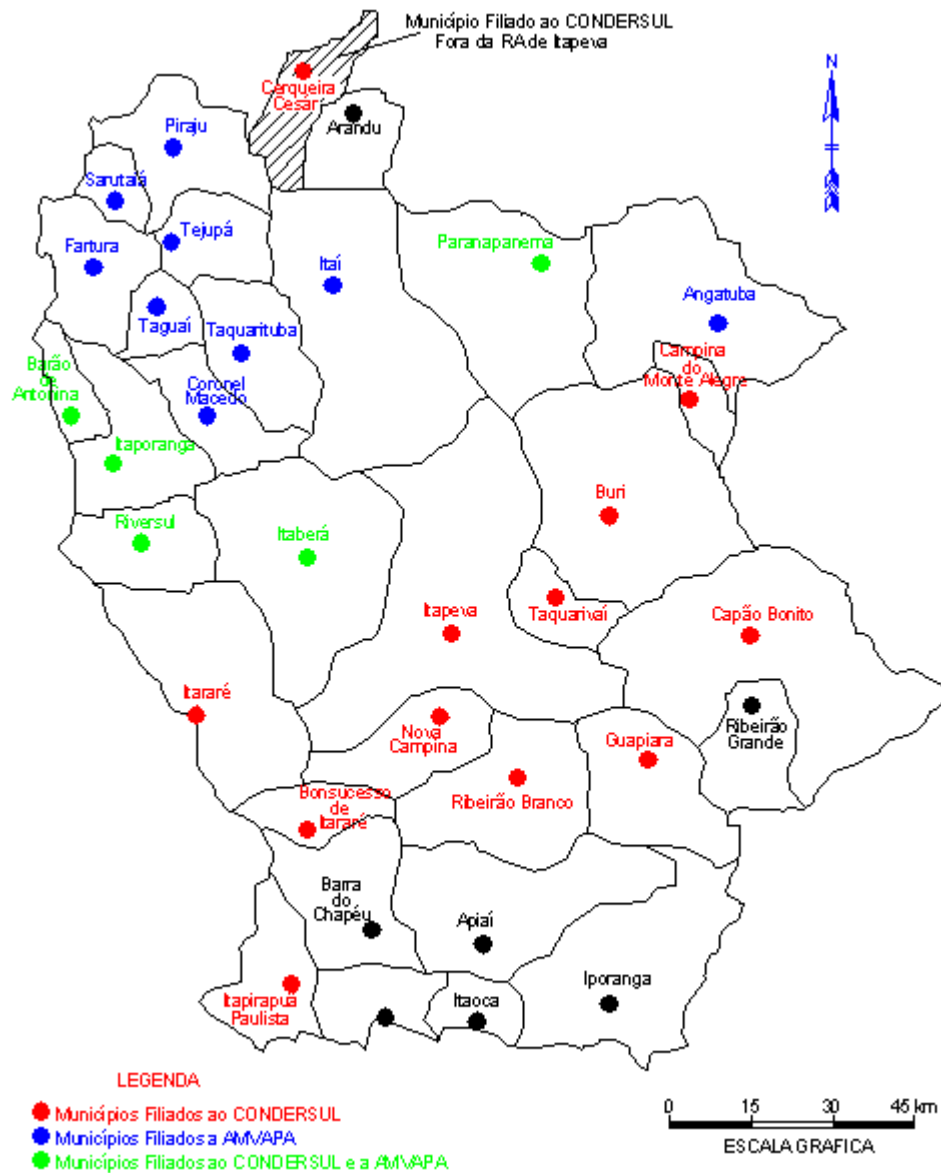 Município Filiado ao CONDERSUL
Fora da RA de Itapeva
N
Cerqueira
César
Arandu
Piraju
Sarutaiá
Tejupá
Paranapanema
Fartura
Itaí
Angatuba
Taguaí
Taquarituba
Campina
do
Monte Alegre
Barão
de
Antonina
Coronel
Macedo
Itaporanga
Buri
Riversul
Itaberá
Itapeva
Taquarivaí
Capão Bonito
Itararé
Nova
Campina
Guapiara
Ribeirão
Grande
Bonsucesso
de
Itararé
Ribeirão Branco
Barra
do
Chapéu
Apiaí
Itapirapuã
Paulista
Itaoca
Iporanga
LEGENDA
Municípios Filiados ao CONDERSUL
Municípios Filiados a AMVAPA
Municípios Filiados ao CONDERSUL e a AMVAPA
0 15 30 45 km
ESCALA GRAFICA